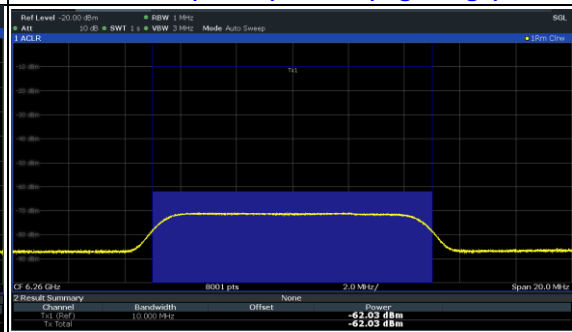 Ref Level -20.00 dBm RBW 1 MHz SGL
Att 10 dB SWT 1 s VBW 3 MHz Mode Auto Sweep
1 ACLR 1Rm Clrw
Tx1
CF 6.26 GHz 8001 pts 2.0 MHz/ Span 20.0 MHz
2 Result Summary None
Channel Bandwidth Offset Power
Tx1 (Ref) 10.000 MHz -62.03 dBm
Tx Total -62.03 dBm